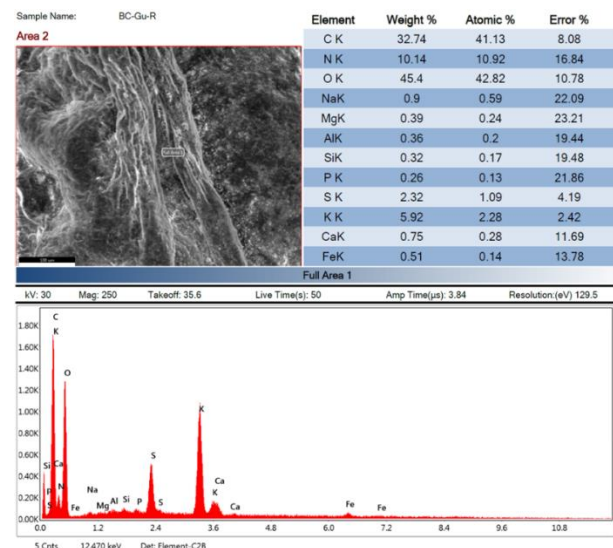 Sample Name: BC-Gu-R
Area 2
Element Weight % Atomic % Error %
C K 32.74 41.13 8.08
N K 10.14 10.92 16.84
O K 45.4 42.82 10.78
NaK 0.9 0.59 22.09
MgK 0.39 0.24 23.21
AlK 0.36 0.2 19.44
SiK 0.32 0.17 19.48
P K 0.26 0.13 21.86
S K 2.32 1.09 4.19
K K 5.92 2.28 2.42
CaK 0.75 0.28 11.69
FeK 0.51 0.14 13.78
Full Area 1
kV: 30 Mag: 250 Takeoff: 35.6 Live Time(s): 50 Amp Time(µs): 3.84 Resolution:(eV) 129.5
1.80K
1.60K
1.40K
1.20K
1.00K
0.80K
0.60K
0.40K
0.20K
0.00K
C
K
O
Si
Ca
P
N
S
Fe
Na
Mg
Al
Si
P
S
S
K
Ca
K
Ca
Fe
Fe
0.0 1.2 2.4 3.6 4.8 6.0 7.2 8.4 9.6 10.8
5 Cnts 12.470 keV Det: Element-C2B